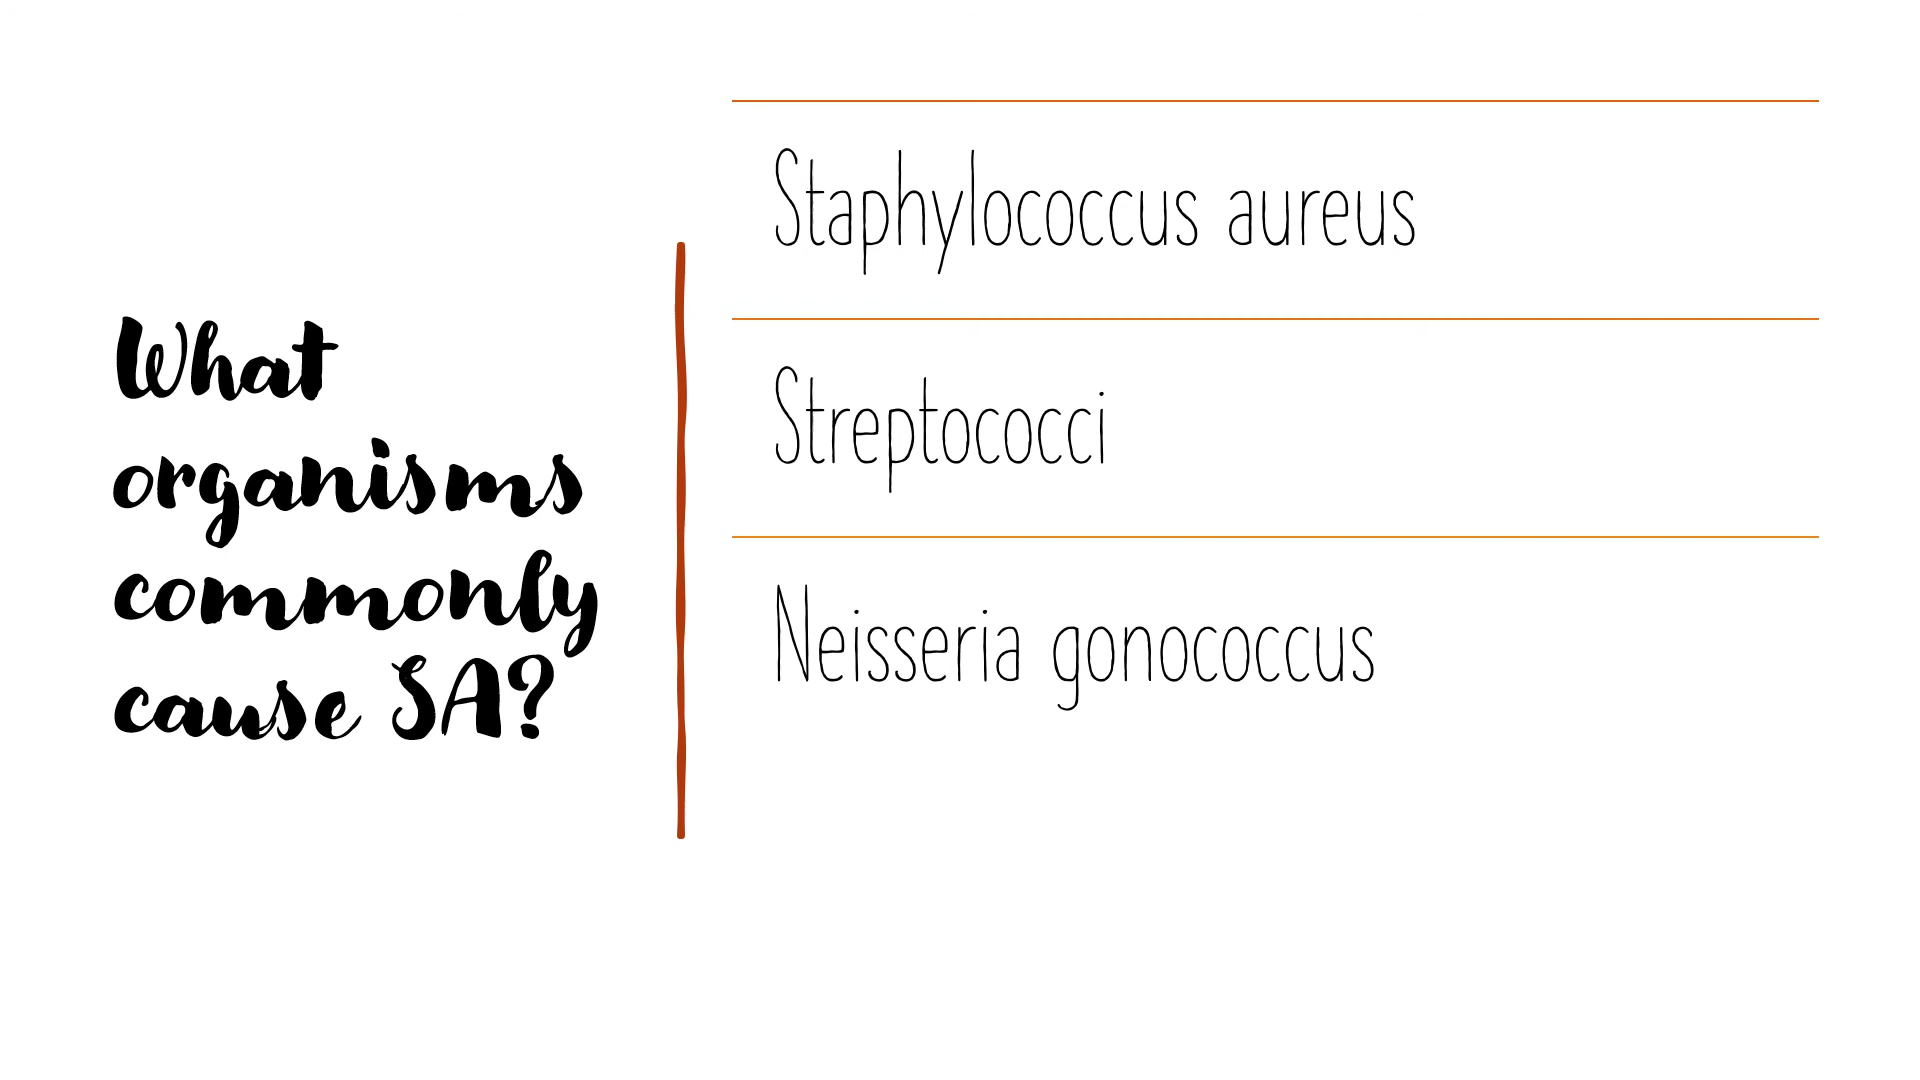 What
organisms
commonly
cause SA?
Staphylococcus aureus
Streptococci
Neisseria gonococcus